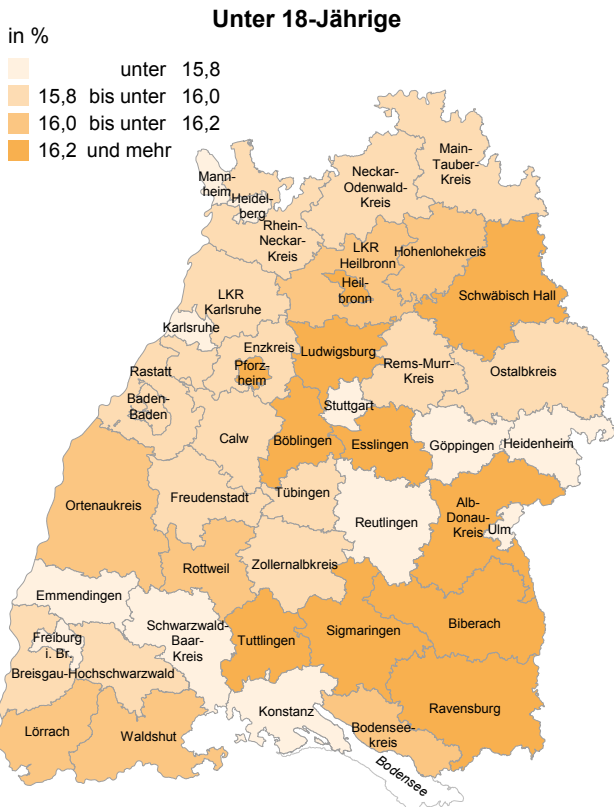 Unter 18-Jährige
in %
unter 15,8
15,8 bis unter 16,0
16,0 bis unter 16,2
16,2 und mehr
Main-
Tauber-
Kreis
Neckar-
Odenwald-
Kreis
Mann-
heim
Heidel-
berg
Rhein-
Neckar-
Kreis
LKR
Heilbronn
Hohenlohekreis
Heil-
bronn
Schwäbisch Hall
LKR
Karlsruhe
Karlsruhe
Enzkreis
Ludwigsburg
Pforz-
heim
Rems-Murr-
Kreis
Ostalbkreis
Rastatt
Baden-
Baden
Stuttgart
Calw
Böblingen
Esslingen
Göppingen
Heidenheim
Ortenaukreis
Freudenstadt
Tübingen
Reutlingen
Alb-
Donau-
Kreis
Ulm
Rottweil
Zollernalbkreis
Emmendingen
Schwarzwald-
Baar-
Kreis
Tuttlingen
Sigmaringen
Biberach
Freiburg
i. Br.
Breisgau-Hochschwarzwald
Konstanz
Ravensburg
Lörrach
Waldshut
Bodensee-
kreis
Bodensee